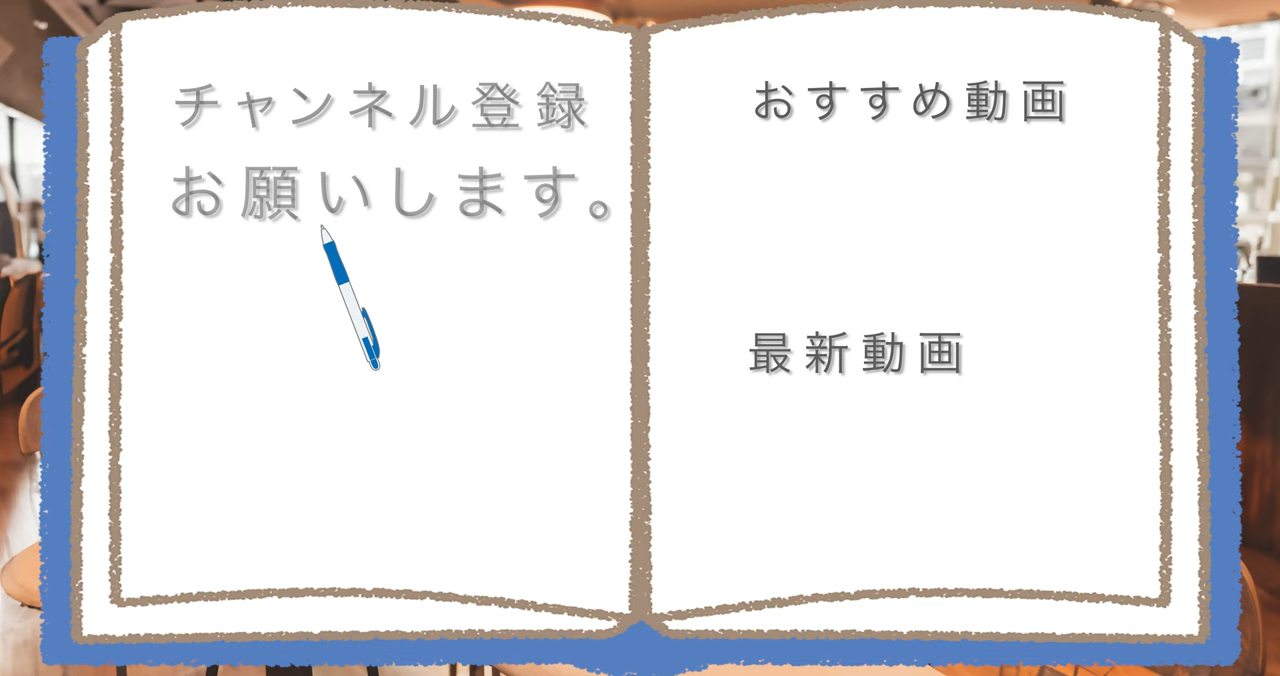 チャンネル登録
お願いします。
おすすめ動画
最新動画